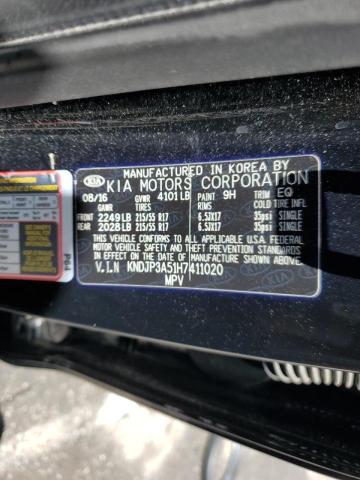 MANUFACTURED IN KOREA BY
KIA KIA MOTORS CORPORATION
08/16 GVWR 4101 LB PAINT 9H TRIM EQ
GAWR TIRES RIMS COLD TIRE INFL
FRONT 2249 LB 215/55 R17 6.5JX17 35psi SINGLE
REAR 2028 LB 215/55 R17 6.5JX17 35psi SINGLE
THIS VEHICLE CONFORMS TO ALL APPLICABLE U.S.A. FEDERAL
MOTOR VEHICLE SAFETY AND THEFT PREVENTION STANDARDS
IN EFFECT ON THE DATE OF MANUFACTURE SHOWN ABOVE.
V.I.N KNDJP3A51H7411020
MPV
P64